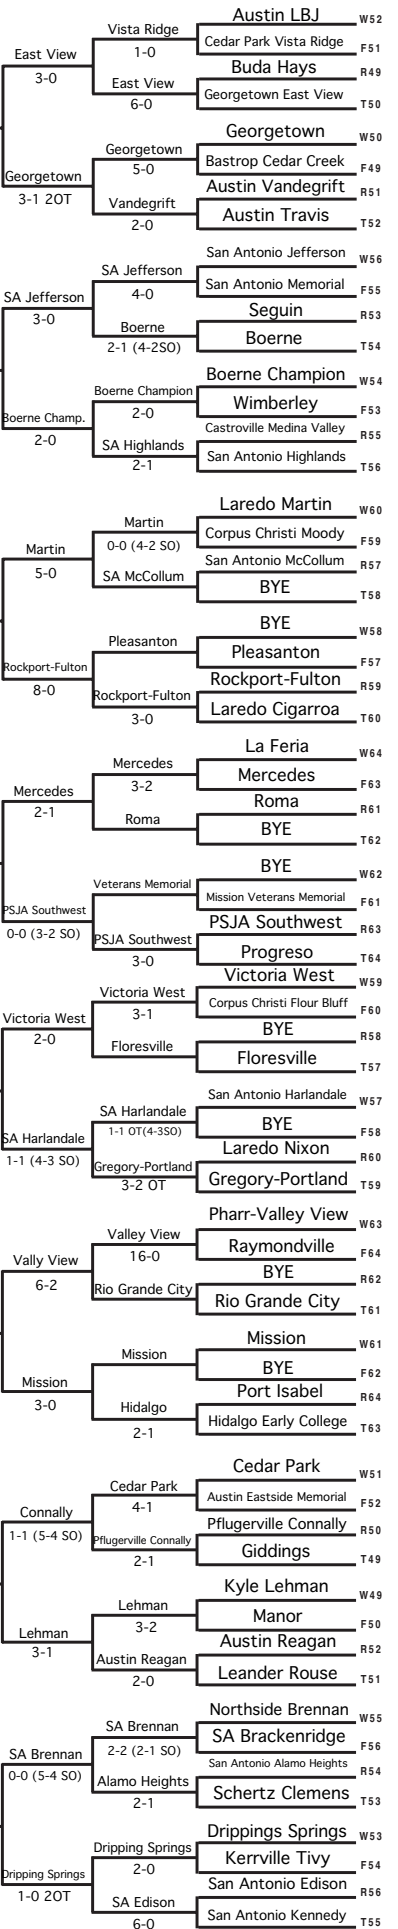 Austin LBJ W52
Vista Ridge
Cedar Park Vista Ridge F51
1-0
East View
Buda Hays R49
3-0
East View
Georgetown East View T50
6-0
Georgetown W50
Georgetown
Bastrop Cedar Creek F49
5-0
Georgetown
Austin Vandegrift R51
3-1 2OT
Vandegrift
Austin Travis T52
2-0
San Antonio Jefferson W56
SA Jefferson
San Antonio Memorial F55
4-0
SA Jefferson
Seguin R53
3-0
Boerne
Boerne T54
2-1 (4-2SO)
Boerne Champion W54
Boerne Champion
Wimberley F53
2-0
Boerne Champ.
Castroville Medina Valley R55
2-0
SA Highlands
San Antonio Highlands T56
2-1
Laredo Martin W60
Martin
Corpus Christi Moody F59
0-0 (4-2 SO)
Martin
San Antonio McCollum R57
5-0
SA McCollum
BYE T58
BYE W58
Pleasanton
Pleasanton F57
Rockport-Fulton
Rockport-Fulton R59
8-0
Rockport-Fulton
Laredo Cigarroa T60
3-0
La Feria W64
Mercedes
Mercedes F63
3-2
Mercedes
Roma R61
2-1
Roma
BYE T62
BYE W62
Veterans Memorial
Mission Veterans Memorial F61
PSJA Southwest
PSJA Southwest R63
0-0 (3-2 SO)
PSJA Southwest
Progreso T64
3-0
Victoria West W59
Victoria West
Corpus Christi Flour Bluff F60
3-1
Victoria West
BYE R58
2-0
Floresville
Floresville T57
San Antonio Harlandale W57
SA Harlandale
BYE F58
1-1 OT(4-3SO)
SA Harlandale
Laredo Nixon R60
1-1 (4-3 SO)
Gregory-Portland
Gregory-Portland T59
3-2 OT
Pharr-Valley View W63
Valley View
Raymondville F64
16-0
Vally View
BYE R62
6-2
Rio Grande City
Rio Grande City T61
Mission W61
Mission
BYE F62
Mission
Port Isabel R64
3-0
Hidalgo
Hidalgo Early College T63
2-1
Cedar Park W51
Cedar Park
Austin Eastside Memorial F52
4-1
Connally
Pflugerville Connally R50
1-1 (5-4 SO)
Pflugerville Connally
Giddings T49
2-1
Kyle Lehman W49
Lehman
Manor F50
3-2
Lehman
Austin Reagan R52
3-1
Austin Reagan
Leander Rouse T51
2-0
Northside Brennan W55
SA Brennan
SA Brackenridge F56
2-2 (2-1 SO)
SA Brennan
San Antonio Alamo Heights R54
0-0 (5-4 SO)
Alamo Heights
Schertz Clemens T53
2-1
Drippings Springs W53
Dripping Springs
Kerrville Tivy F54
2-0
Dripping Springs
San Antonio Edison R56
1-0 2OT
SA Edison
San Antonio Kennedy T55
6-0